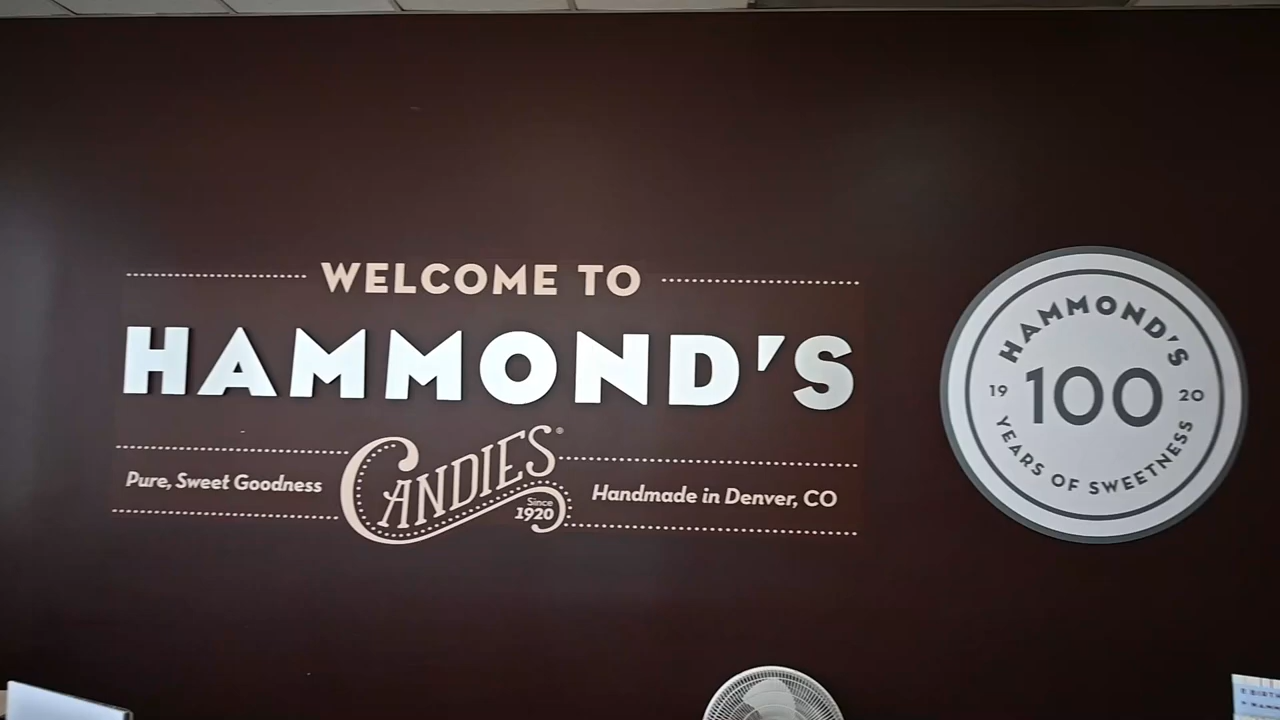 WELCOME TO
HAMMOND'S
CANDIES®
Pure, Sweet Goodness
Since
1920
Handmade in Denver, CO
HAMMOND'S
19 100 20
YEARS OF SWEETNESS